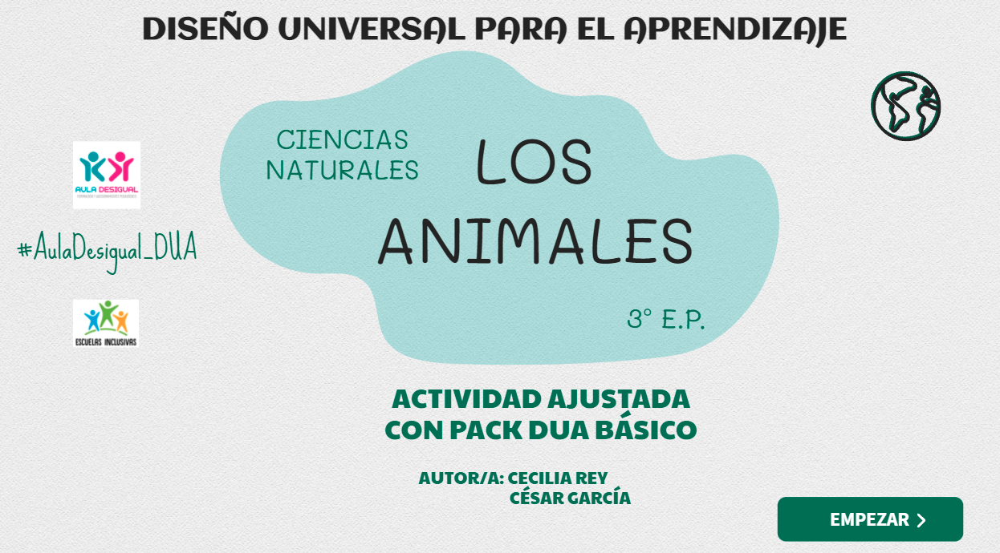 DISEÑO UNIVERSAL PARA EL APRENDIZAJE
CIENCIAS
NATURALES
LOS
ANIMALES
3° E.P.
AULA DESIGUAL
#AulaDesigual_DUA
ESCUELAS INCLUSIVAS
ACTIVIDAD AJUSTADA
CON PACK DUA BÁSICO
AUTOR/A: CECILIA REY
CÉSAR GARCÍA
EMPEZAR